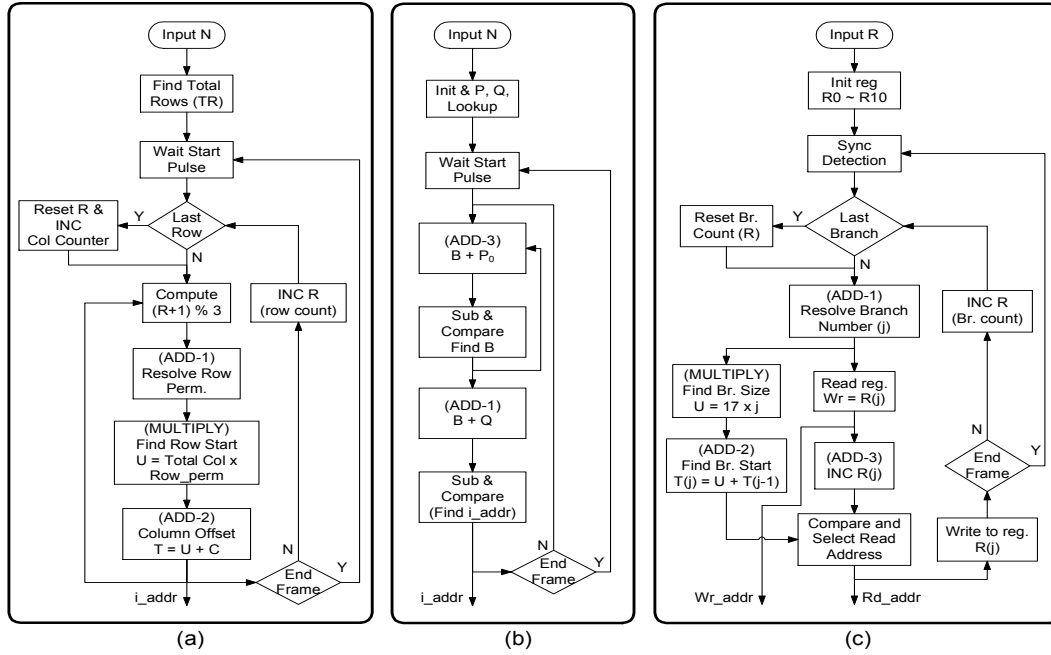 Input N
Find Total
Rows (TR)
Wait Start
Pulse
Reset R &
INC
Col Counter
Y
Last
Row
N
Compute
(R+1) % 3
INC R
(row count)
(ADD-1)
Resolve Row
Perm.
(MULTIPLY)
Find Row Start
U = Total Col x
Row_perm
(ADD-2)
Column Offset
T = U + C
N
Y
End
Frame
i_addr
(a)
Input N
Init & P, Q,
Lookup
Wait Start
Pulse
(ADD-3)
B + P₀
Sub &
Compare
Find B
(ADD-1)
B + Q
Sub &
Compare
(Find i_addr)
N
Y
End
Frame
i_addr
(b)
Input R
Init reg
R0 ~ R10
Sync
Detection
Reset Br.
Count (R)
Y
Last
Branch
N
(ADD-1)
Resolve Branch
Number (j)
INC R
(Br. count)
(MULTIPLY)
Find Br. Size
U = 17 x j
Read reg.
Wr = R(j)
(ADD-2)
Find Br. Start
T(j) = U + T(j-1)
(ADD-3)
INC R(j)
N
End
Frame
Y
Compare and
Select Read
Address
Write to reg.
R(j)
Wr_addr
Rd_addr
(c)